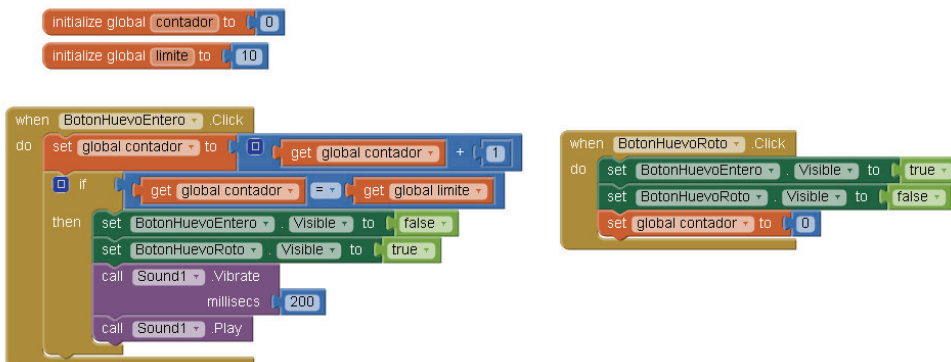 initialize global contador to 0
initialize global limite to 10
when BotonHuevoEntero .Click
do set global contador to get global contador + 1
if get global contador = get global limite
then set BotonHuevoEntero . Visible to false
set BotonHuevoRoto . Visible to true
call Sound1 .Vibrate
millisecs 200
call Sound1 .Play
when BotonHuevoRoto .Click
do set BotonHuevoEntero . Visible to true
set BotonHuevoRoto . Visible to false
set global contador to 0